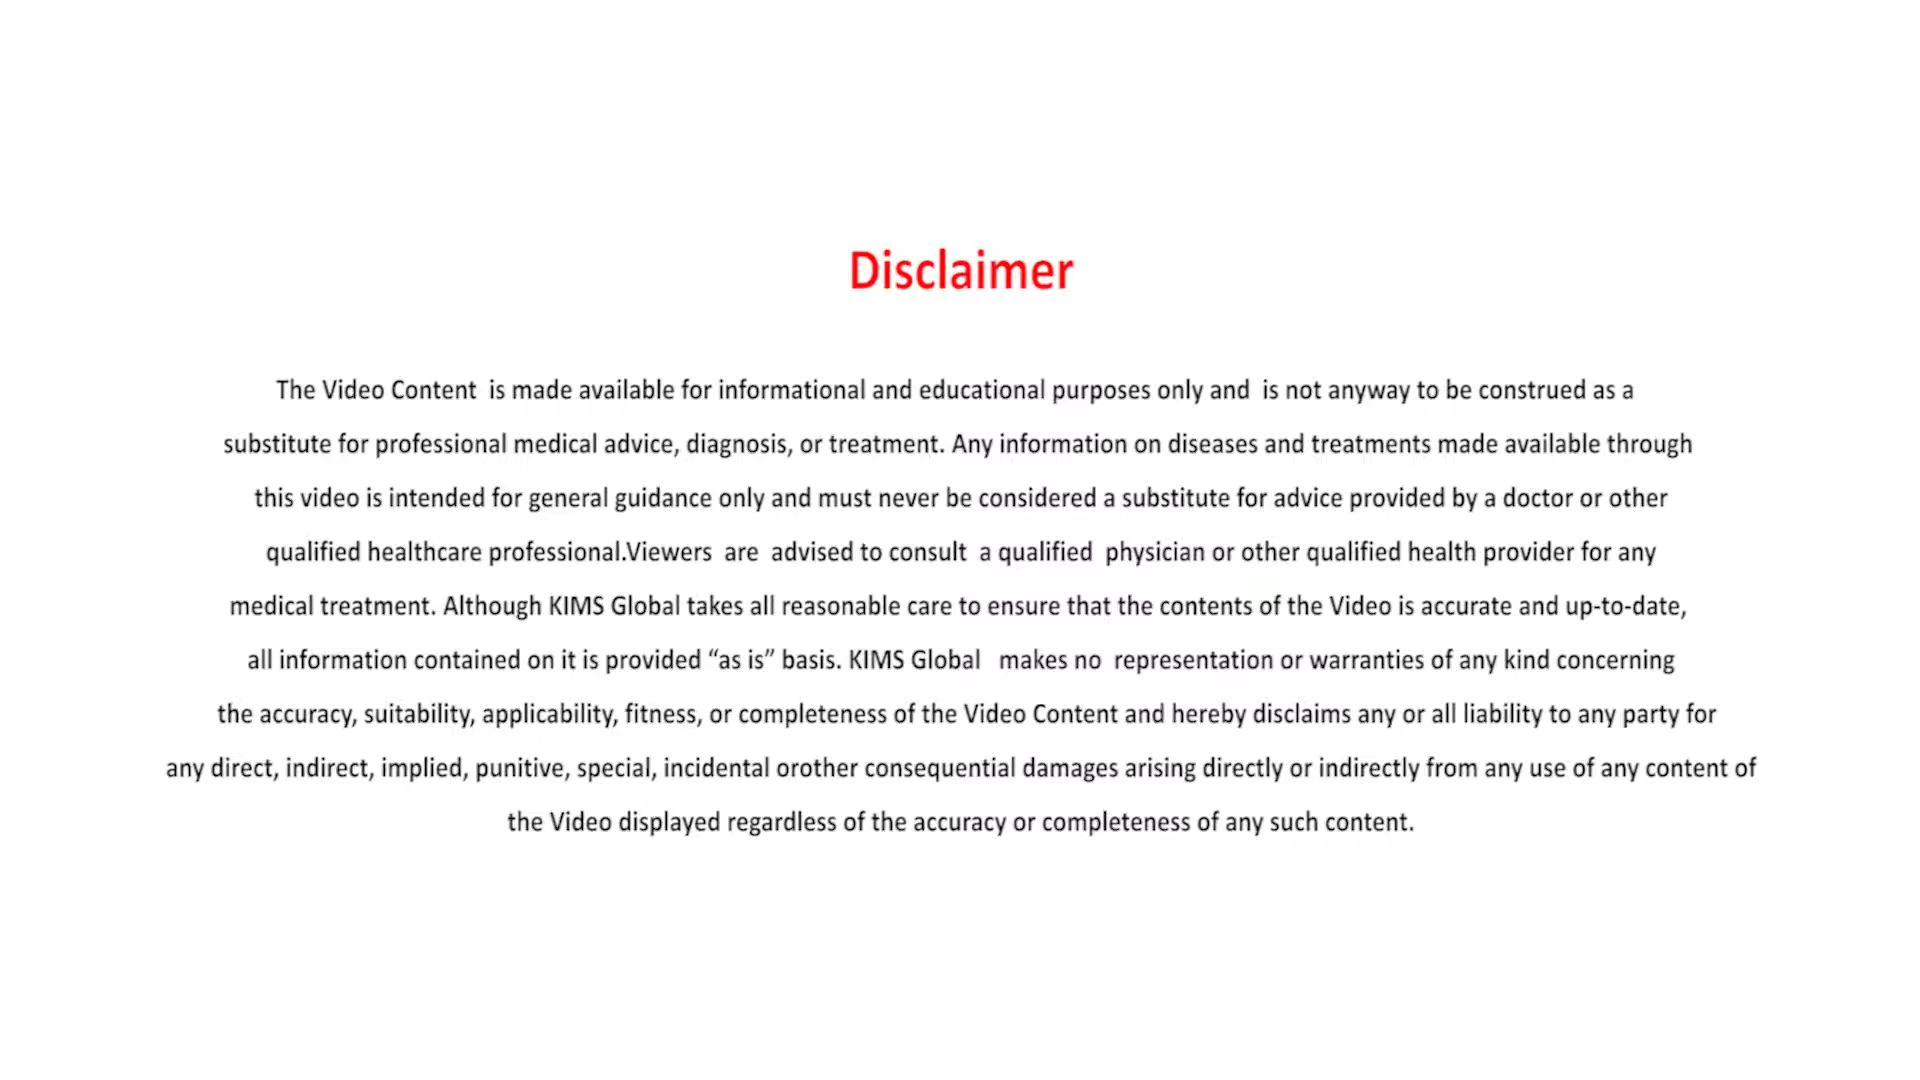 Disclaimer
The Video Content is made available for informational and educational purposes only and is not anyway to be construed as a
substitute for professional medical advice, diagnosis, or treatment. Any information on diseases and treatments made available through
this video is intended for general guidance only and must never be considered a substitute for advice provided by a doctor or other
qualified healthcare professional.Viewers are advised to consult a qualified physician or other qualified health provider for any
medical treatment. Although KIMS Global takes all reasonable care to ensure that the contents of the Video is accurate and up-to-date,
all information contained on it is provided “as is” basis. KIMS Global makes no representation or warranties of any kind concerning
the accuracy, suitability, applicability, fitness, or completeness of the Video Content and hereby disclaims any or all liability to any party for
any direct, indirect, implied, punitive, special, incidental orother consequential damages arising directly or indirectly from any use of any content of
the Video displayed regardless of the accuracy or completeness of any such content.